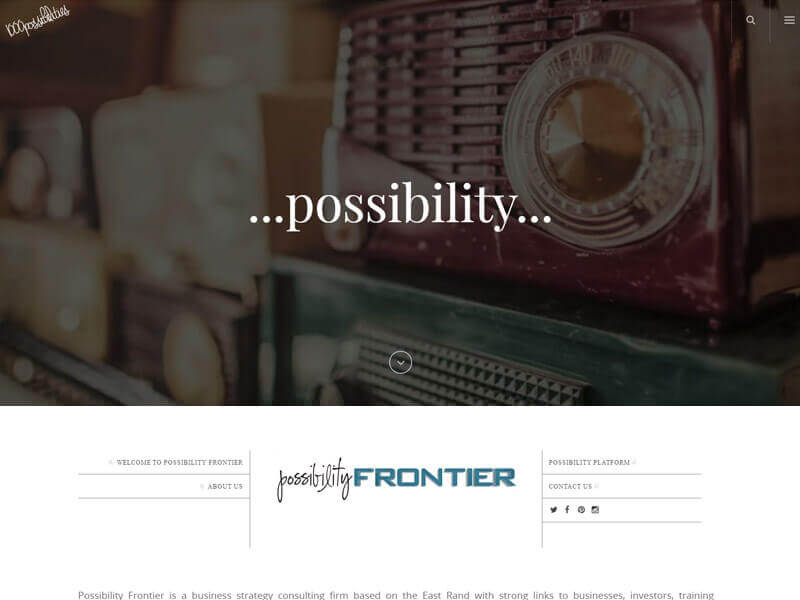 1000possibilities
140
...possibility...
WELCOME TO POSSIBILITY FRONTIER
ABOUT US
possibility FRONTIER
POSSIBILITY PLATFORM
CONTACT US
Possibility Frontier is a business strategy consulting firm based on the East Rand with strong links to businesses, investors, training